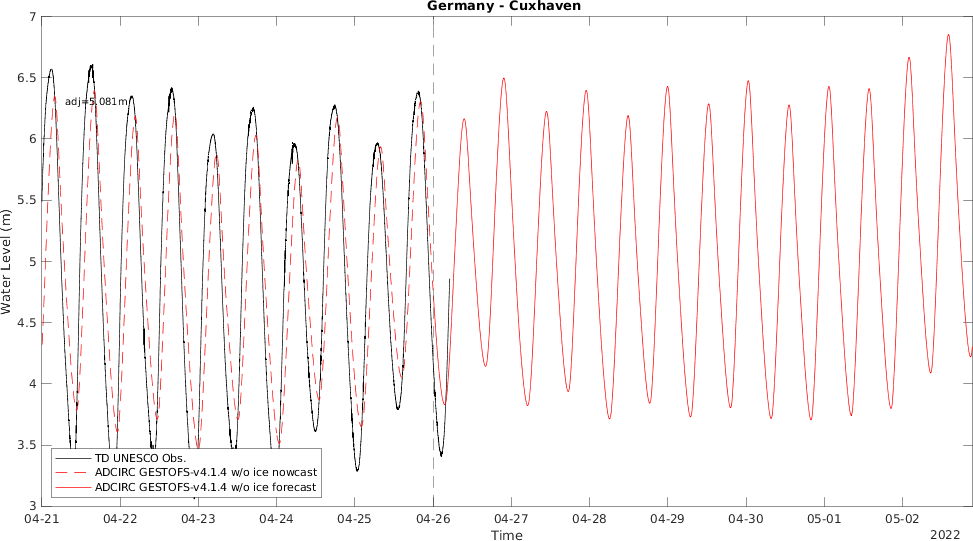 Germany - Cuxhaven
7
6.5
6
5.5
5
4.5
4
3.5
3
Water Level (m)
adj=5.081m
TD UNESCO Obs.
ADCIRC GESTOFS-v4.1.4 w/o ice nowcast
ADCIRC GESTOFS-v4.1.4 w/o ice forecast
04-21 04-22 04-23 04-24 04-25 04-26 04-27 04-28 04-29 04-30 05-01 05-02
Time
2022